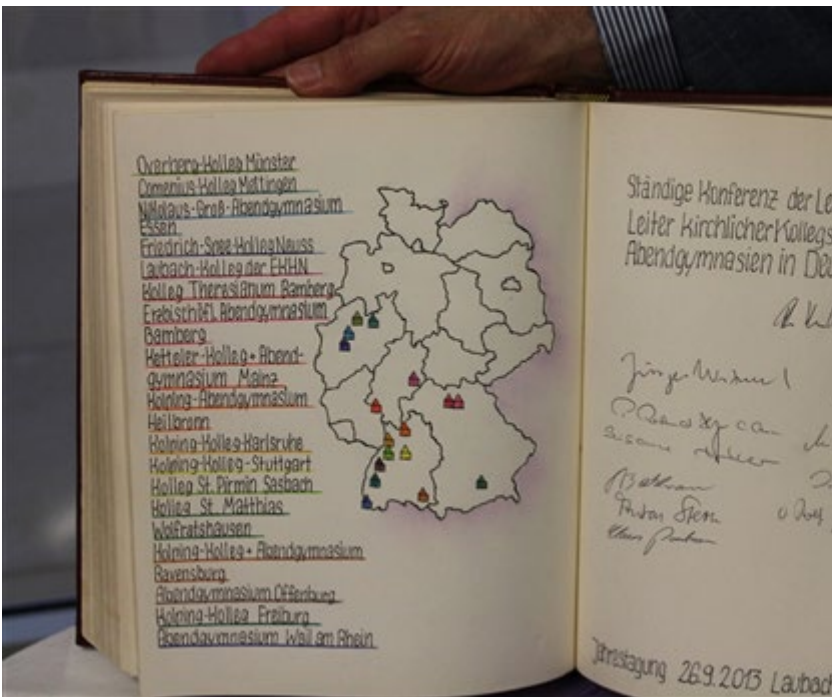 Overberg-Kolleg Münster
Comenius-Kolleg Mettingen
Nikolaus-Groß-Abendgymnasium
Essen
Friedrich-Spee-Kolleg Neuss
Laubach-Kolleg der EKHN
Kolleg Theresianum Bamberg
Erzbischöfl. Abendgymnasium
Bamberg
Ketteler-Kolleg + Abend-
gymnasium Mainz
Kolping-Abendgymnasium
Heilbronn
Kolping-Kolleg-Karlsruhe
Kolping-Kolleg-Stuttgart
Kolleg St. Pirmin Sasbach
Kolleg St. Matthias
Wolfratshausen
Kolping-Kolleg + Abendgymnasium
Ravensburg
Abendgymnasium Offenburg
Kolping-Kolleg Freiburg
Abendgymnasium Weil am Rhein
Ständige Konferenz der Le
Leiter kirchlicher Kollegs
Abendgymnasien in Deu
Jahrestagung 26.9.2013 Laubach